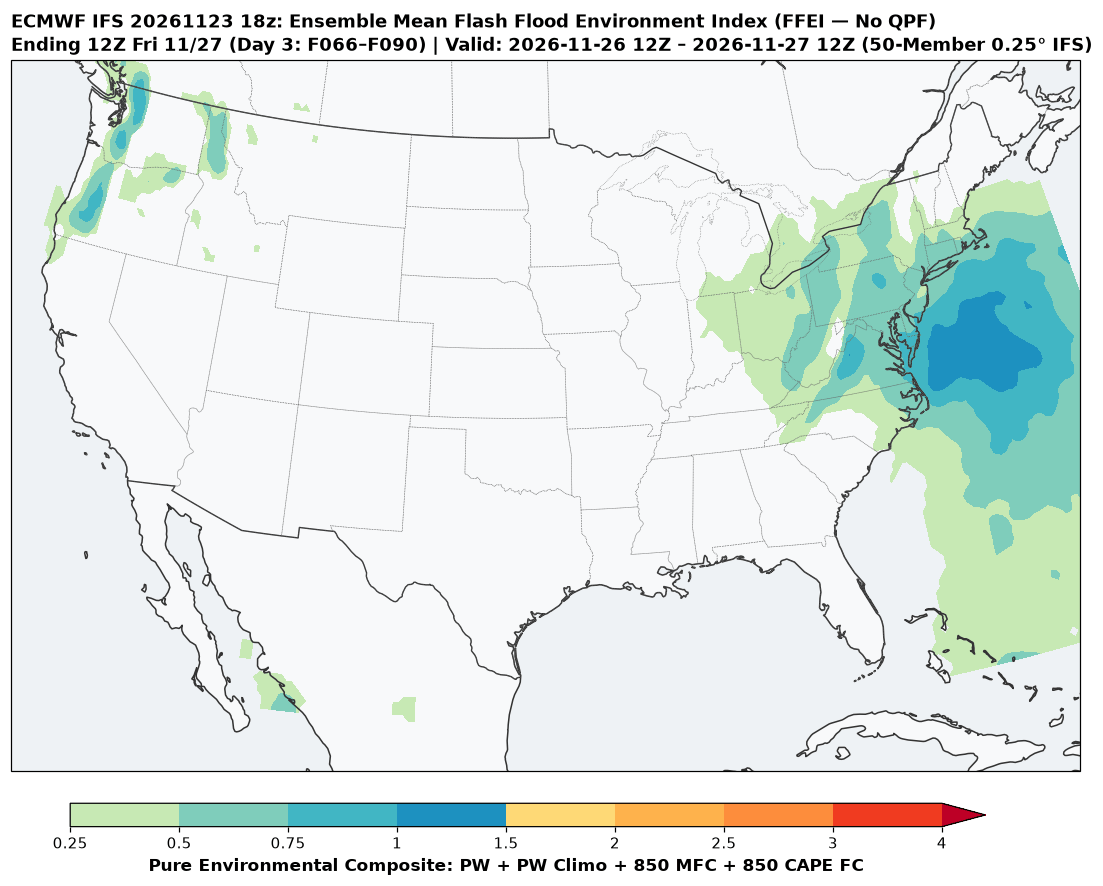 ECMWF IFS 20261123 18z: Ensemble Mean Flash Flood Environment Index (FFEI — No QPF)
Ending 12Z Fri 11/27 (Day 3: F066–F090) | Valid: 2026-11-26 12Z – 2026-11-27 12Z (50-Member 0.25° IFS)
0.25 0.5 0.75 1 1.5 2 2.5 3 4
Pure Environmental Composite: PW + PW Climo + 850 MFC + 850 CAPE FC